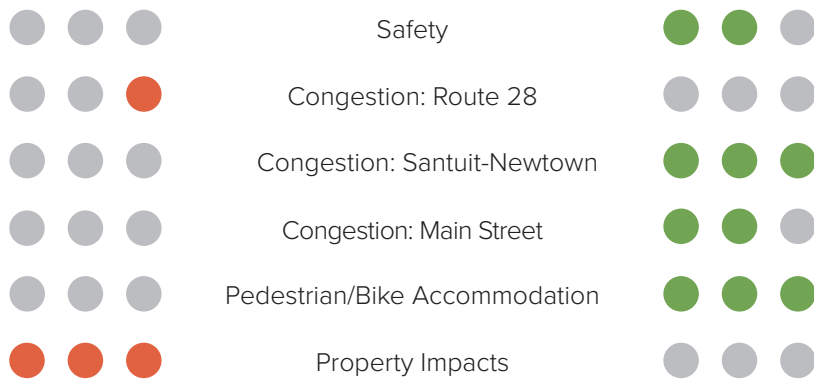 Safety
Congestion: Route 28
Congestion: Santuit-Newtown
Congestion: Main Street
Pedestrian/Bike Accommodation
Property Impacts